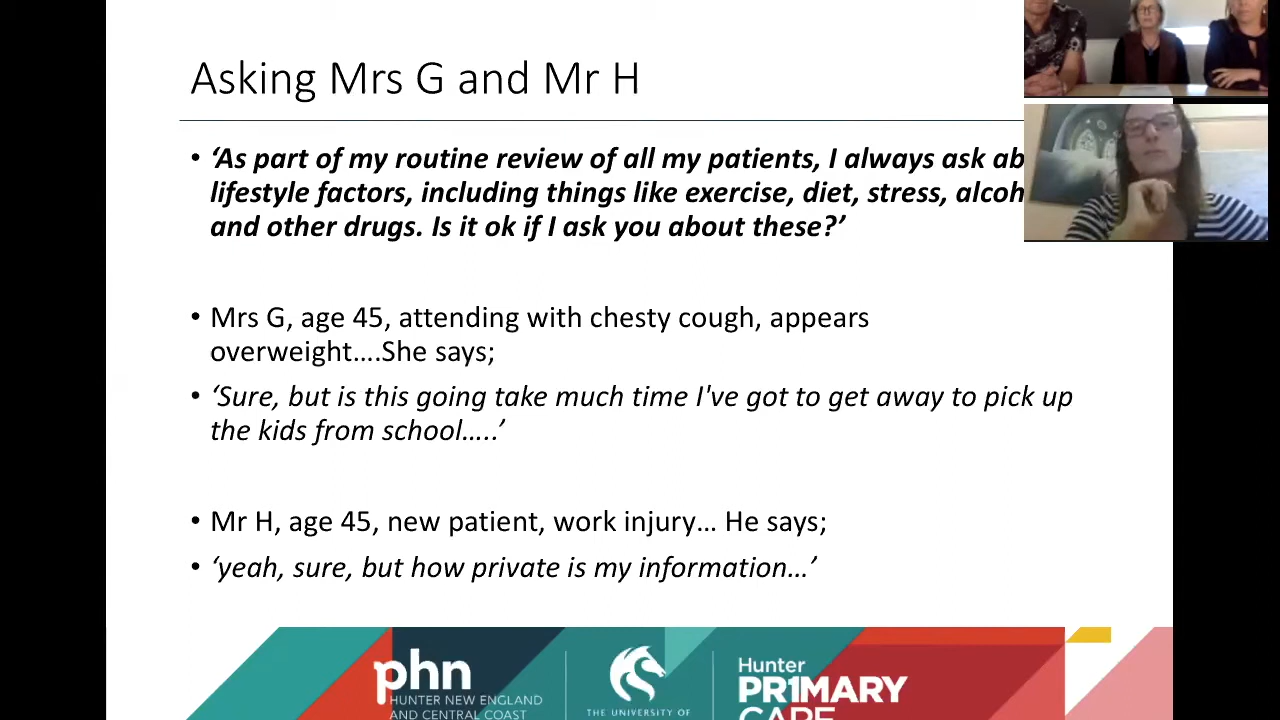 Asking Mrs G and Mr H
• ‘As part of my routine review of all my patients, I always ask ab
lifestyle factors, including things like exercise, diet, stress, alcoh
and other drugs. Is it ok if I ask you about these?’
• Mrs G, age 45, attending with chesty cough, appears
overweight….She says;
• ‘Sure, but is this going take much time I've got to get away to pick up
the kids from school…..’
• Mr H, age 45, new patient, work injury… He says;
• ‘yeah, sure, but how private is my information…’
phn
HUNTER NEW ENGLAND
AND CENTRAL COAST
THE UNIVERSITY OF
Hunter
PR1MARY
CARE